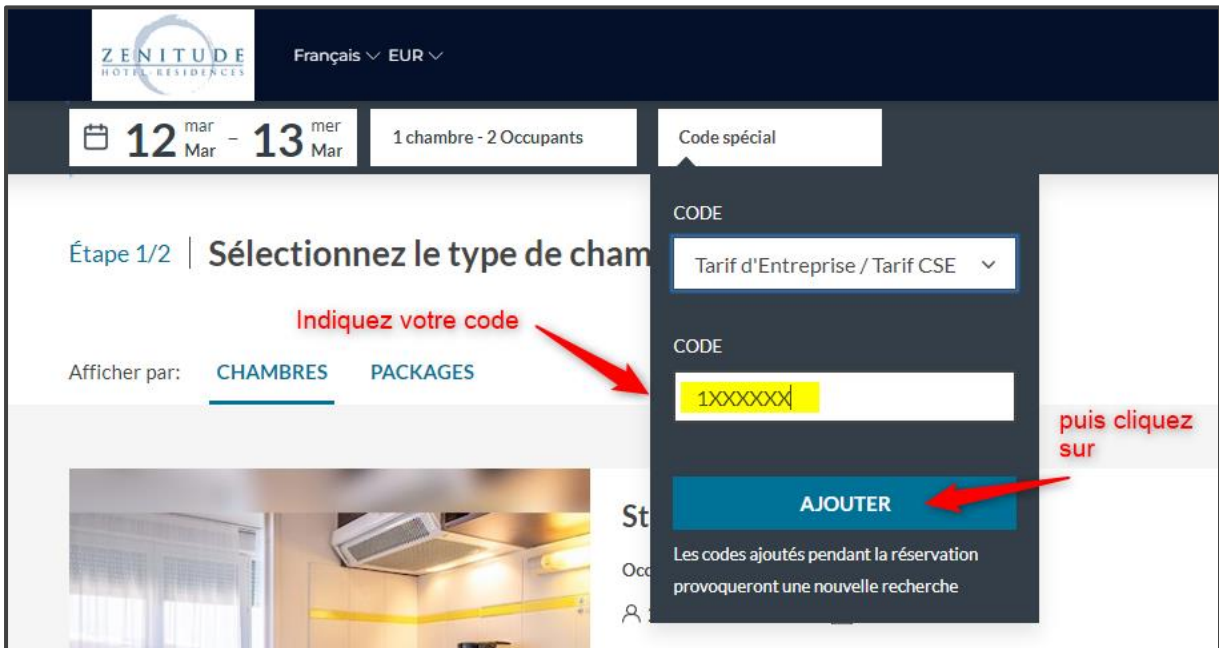 ZENITUDE
HOTEL-RESIDENCES
Français EUR
12 mar Mar - 13 mer Mar
1 chambre - 2 Occupants
Code spécial
CODE
Tarif d'Entreprise / Tarif CSE
Étape 1/2 | Sélectionnez le type de cham
Indiquez votre code
CODE
1XXXXXX
Afficher par: CHAMBRES PACKAGES
puis cliquez
sur
AJOUTER
St
Les codes ajoutés pendant la réservation
provoqueront une nouvelle recherche
Occ